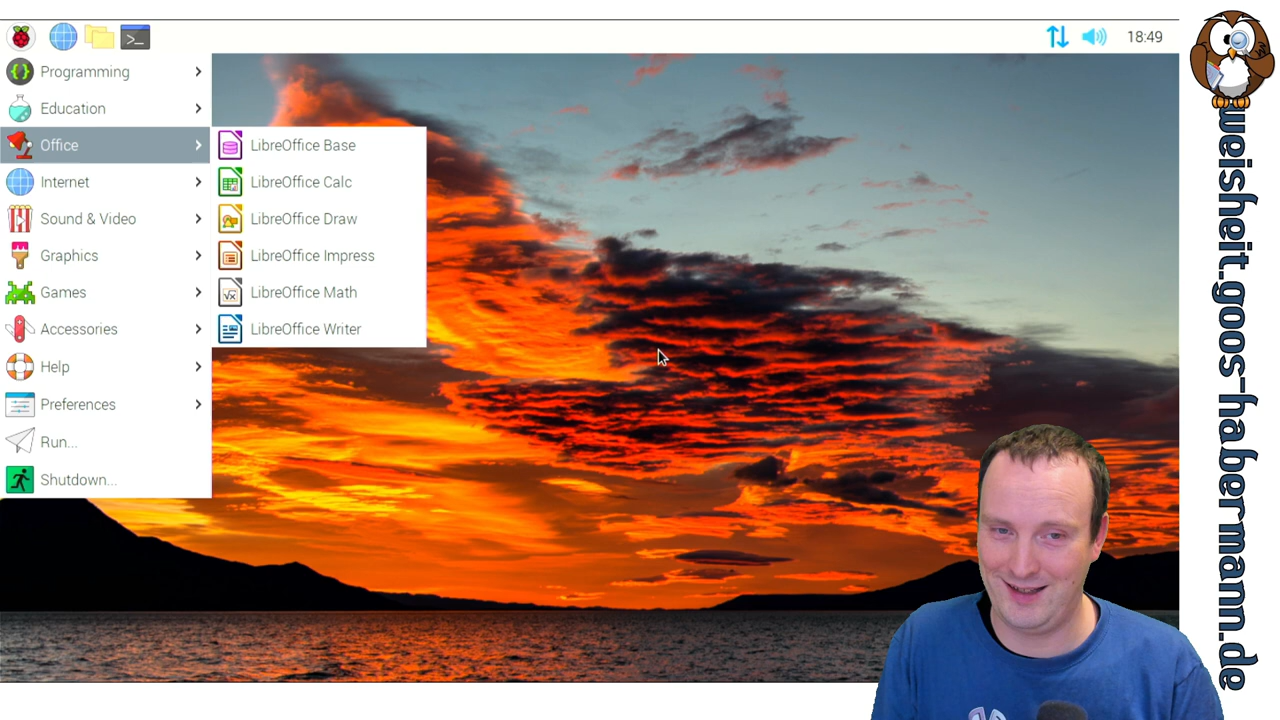 18:49
Programming
Education
Office
Internet
Sound & Video
Graphics
Games
Accessories
Help
Preferences
Run...
Shutdown...
LibreOffice Base
LibreOffice Calc
LibreOffice Draw
LibreOffice Impress
LibreOffice Math
LibreOffice Writer
weisheit.goos-habermann.de